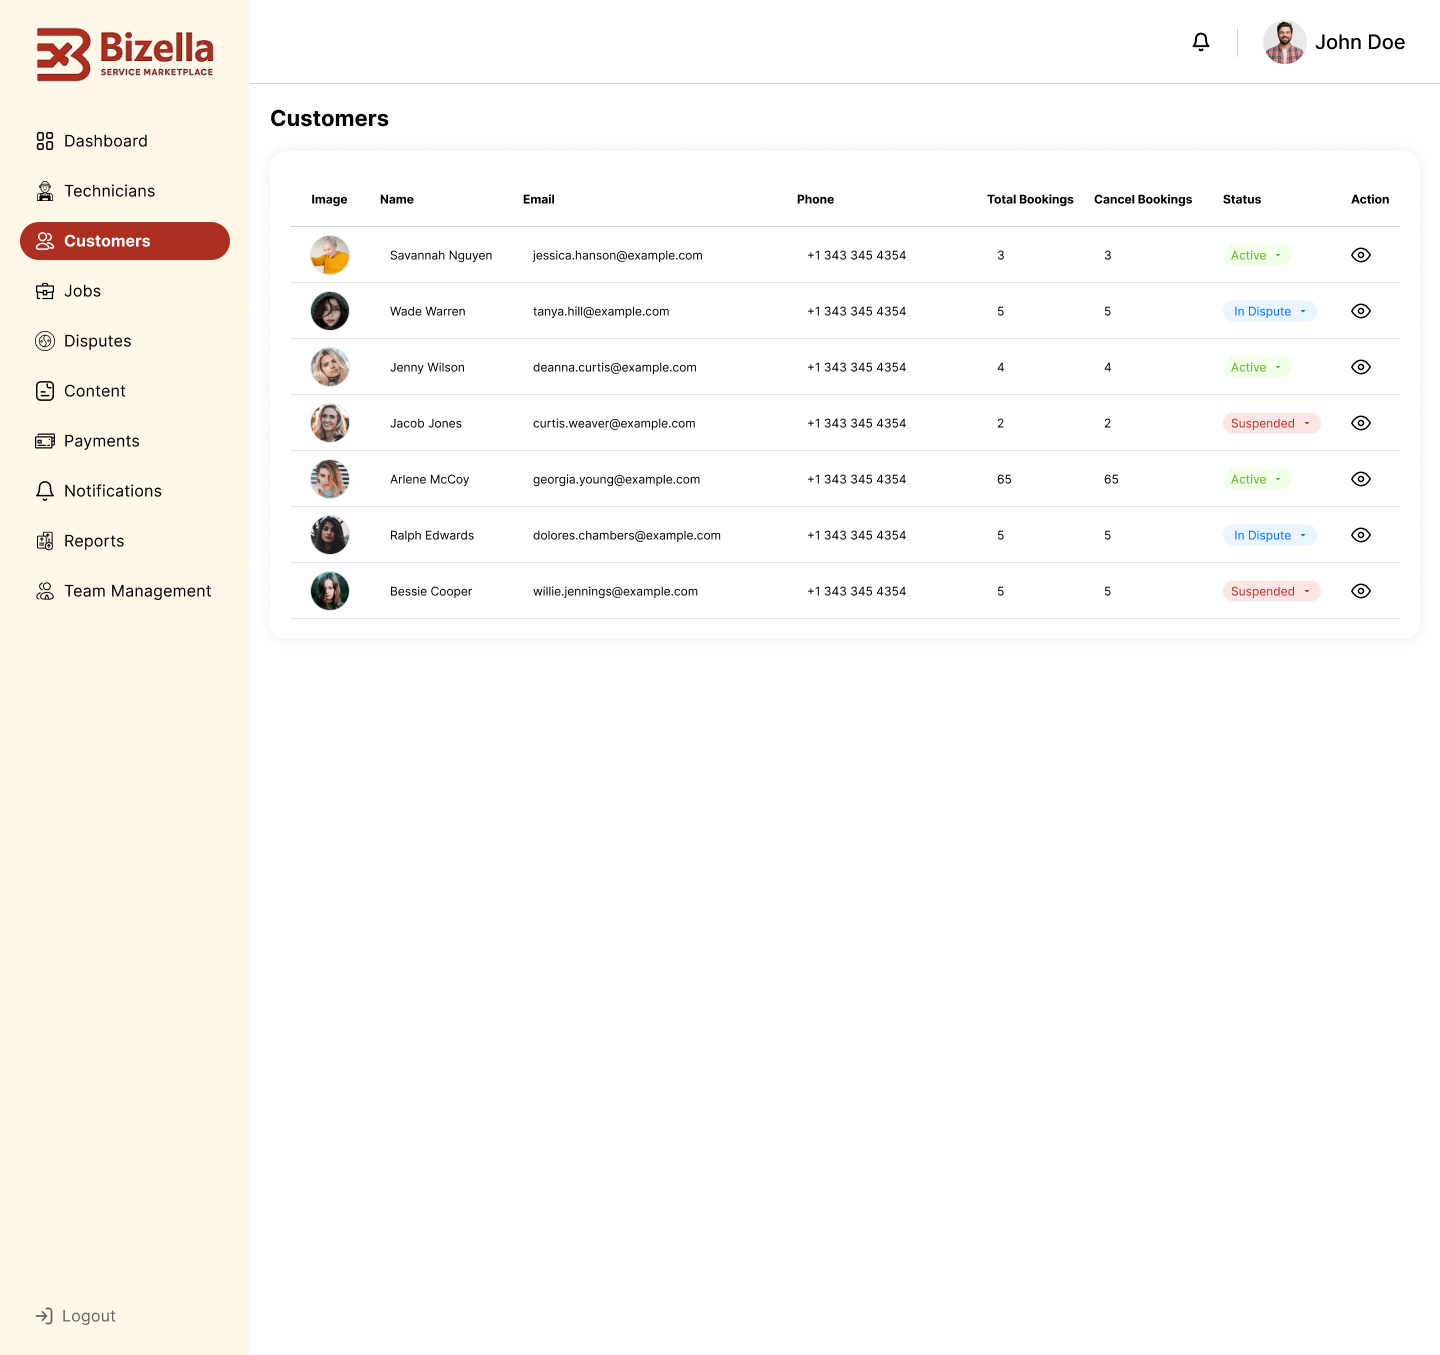 Bizella
SERVICE MARKETPLACE
John Doe
Dashboard
Technicians
Customers
Jobs
Disputes
Content
Payments
Notifications
Reports
Team Management
Logout
Customers
Image Name Email Phone Total Bookings Cancel Bookings Status Action
Savannah Nguyen jessica.hanson@example.com +1 343 345 4354 3 3 Active
Wade Warren tanya.hill@example.com +1 343 345 4354 5 5 In Dispute
Jenny Wilson deanna.curtis@example.com +1 343 345 4354 4 4 Active
Jacob Jones curtis.weaver@example.com +1 343 345 4354 2 2 Suspended
Arlene McCoy georgia.young@example.com +1 343 345 4354 65 65 Active
Ralph Edwards dolores.chambers@example.com +1 343 345 4354 5 5 In Dispute
Bessie Cooper willie.jennings@example.com +1 343 345 4354 5 5 Suspended